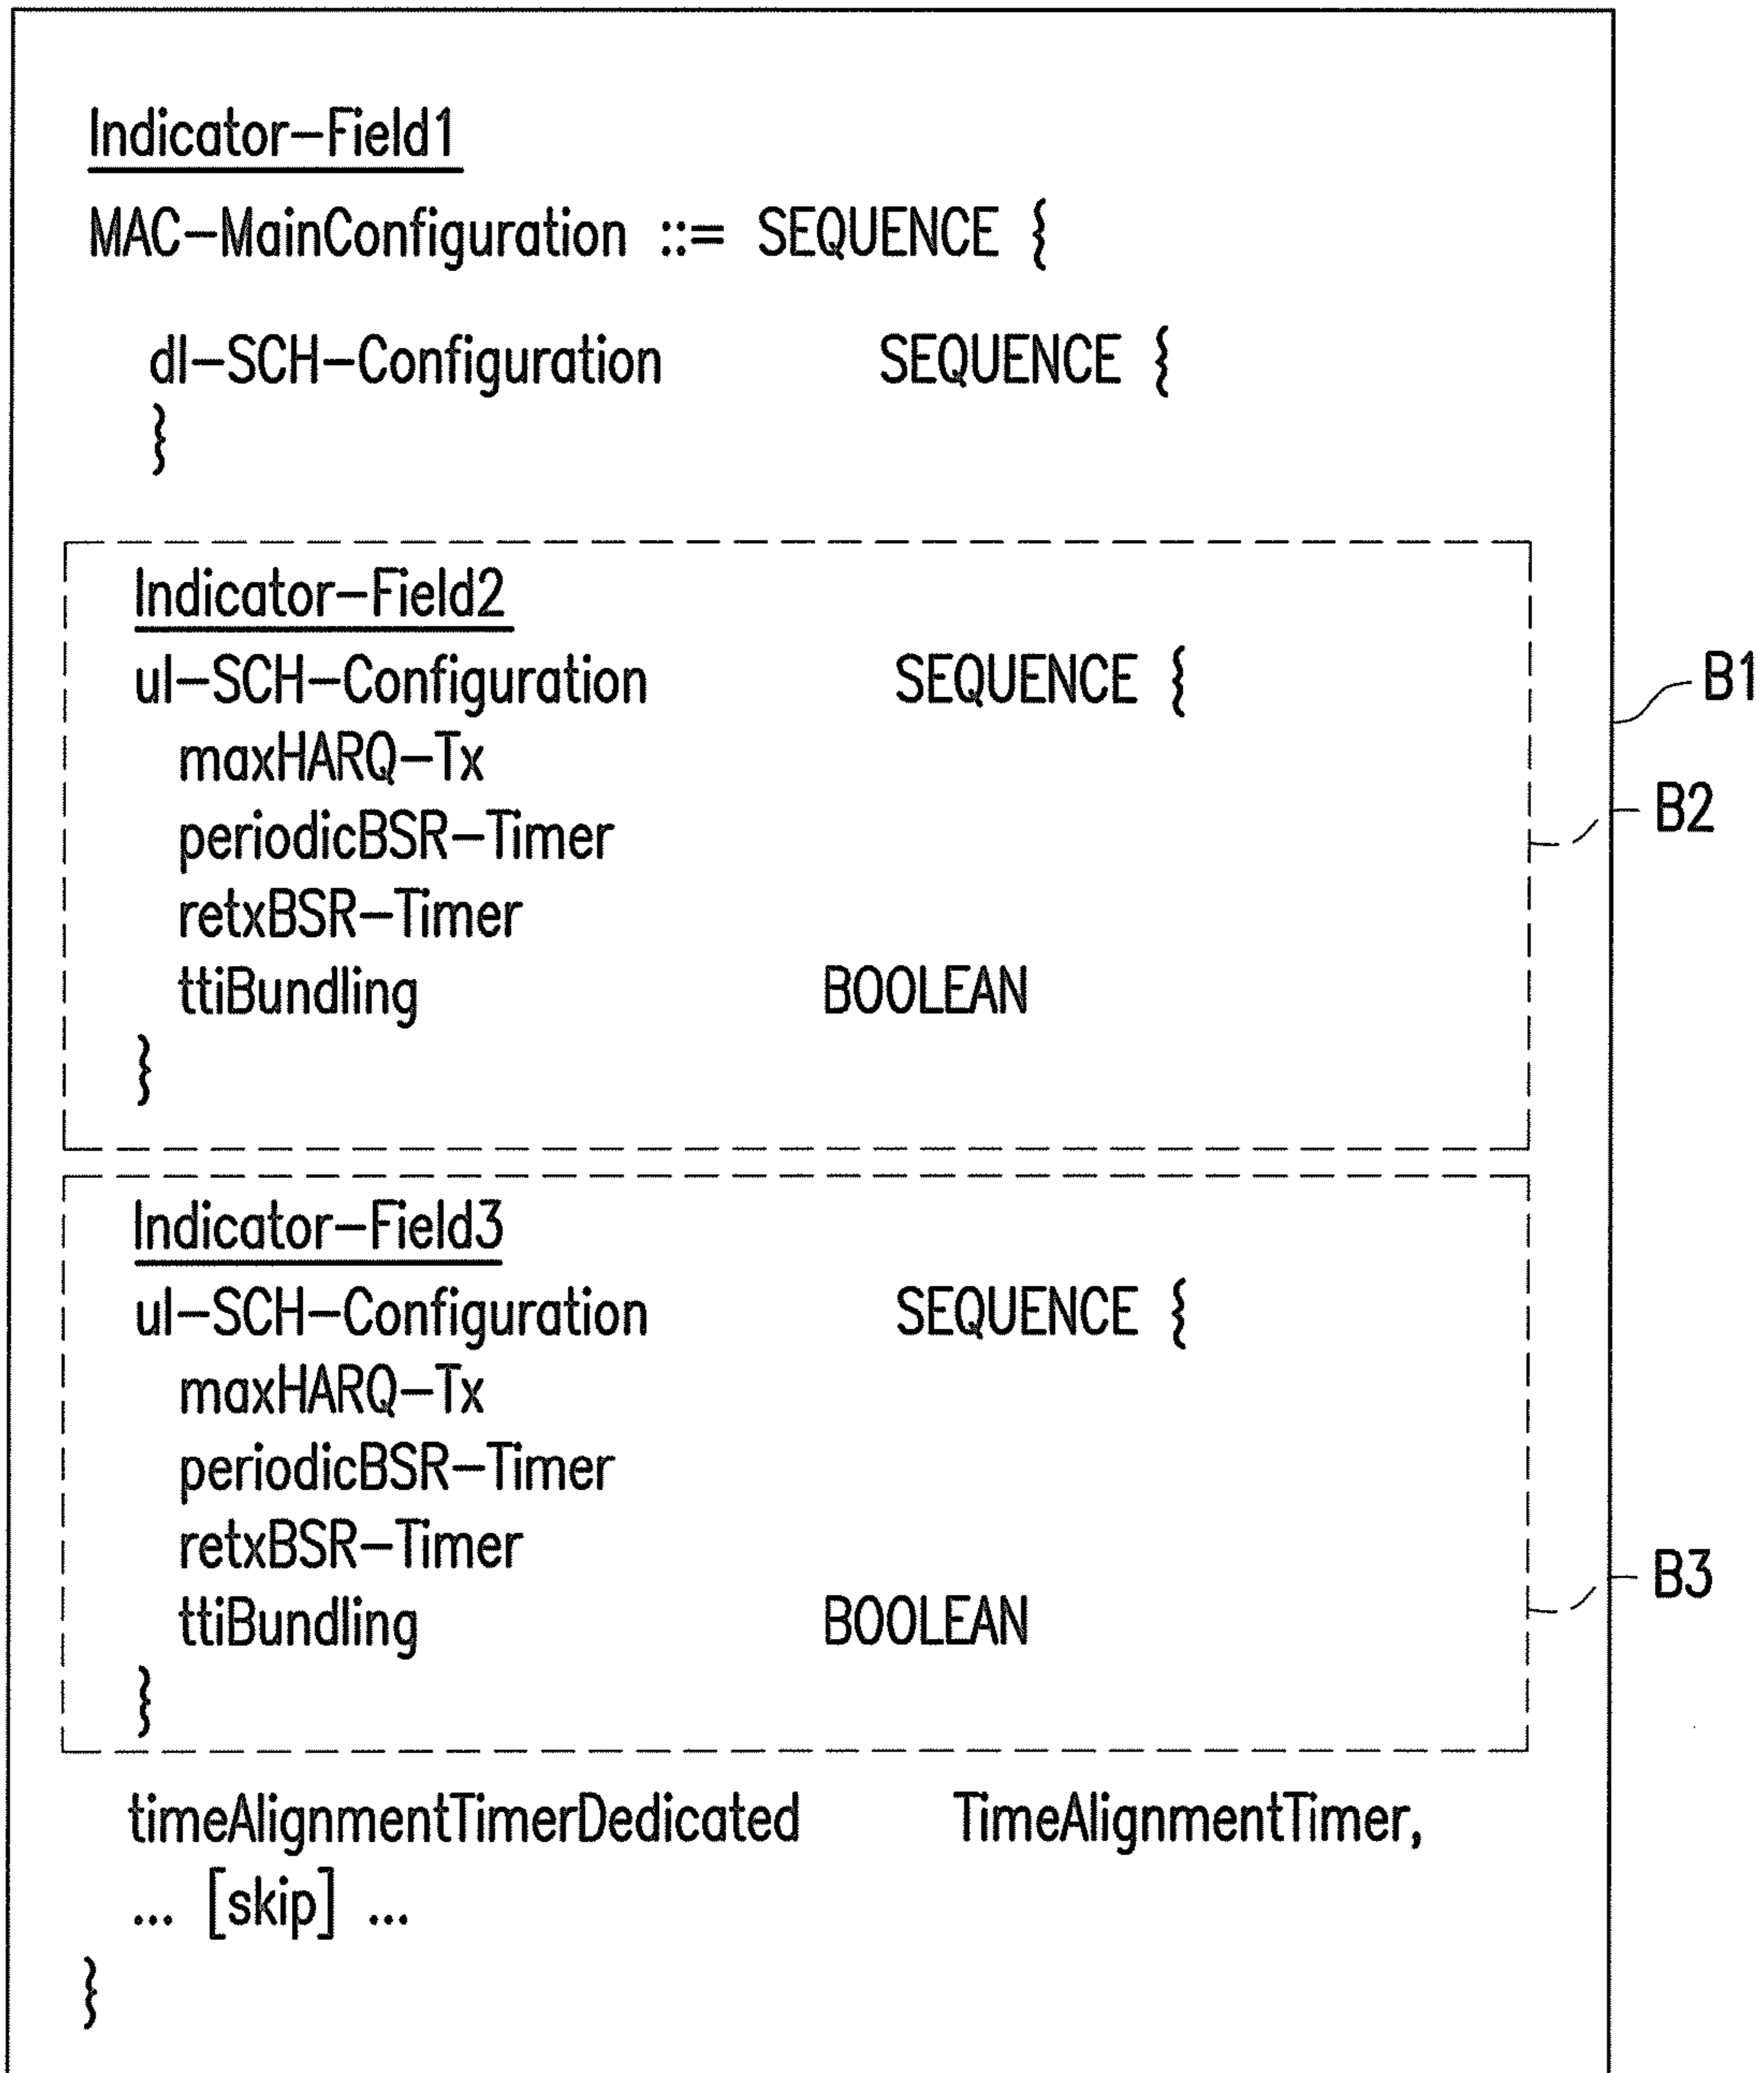 Indicator–Field1
MAC–MainConfiguration ::= SEQUENCE {
dl–SCH–Configuration SEQUENCE {
}
Indicator–Field2
ul–SCH–Configuration SEQUENCE {
B1
maxHARQ–Tx
B2
periodicBSR–Timer
retxBSR–Timer
ttiBundling BOOLEAN
}
Indicator–Field3
ul–SCH–Configuration SEQUENCE {
maxHARQ–Tx
periodicBSR–Timer
retxBSR–Timer
B3
ttiBundling BOOLEAN
}
timeAlignmentTimerDedicated TimeAlignmentTimer,
... [skip] ...
}